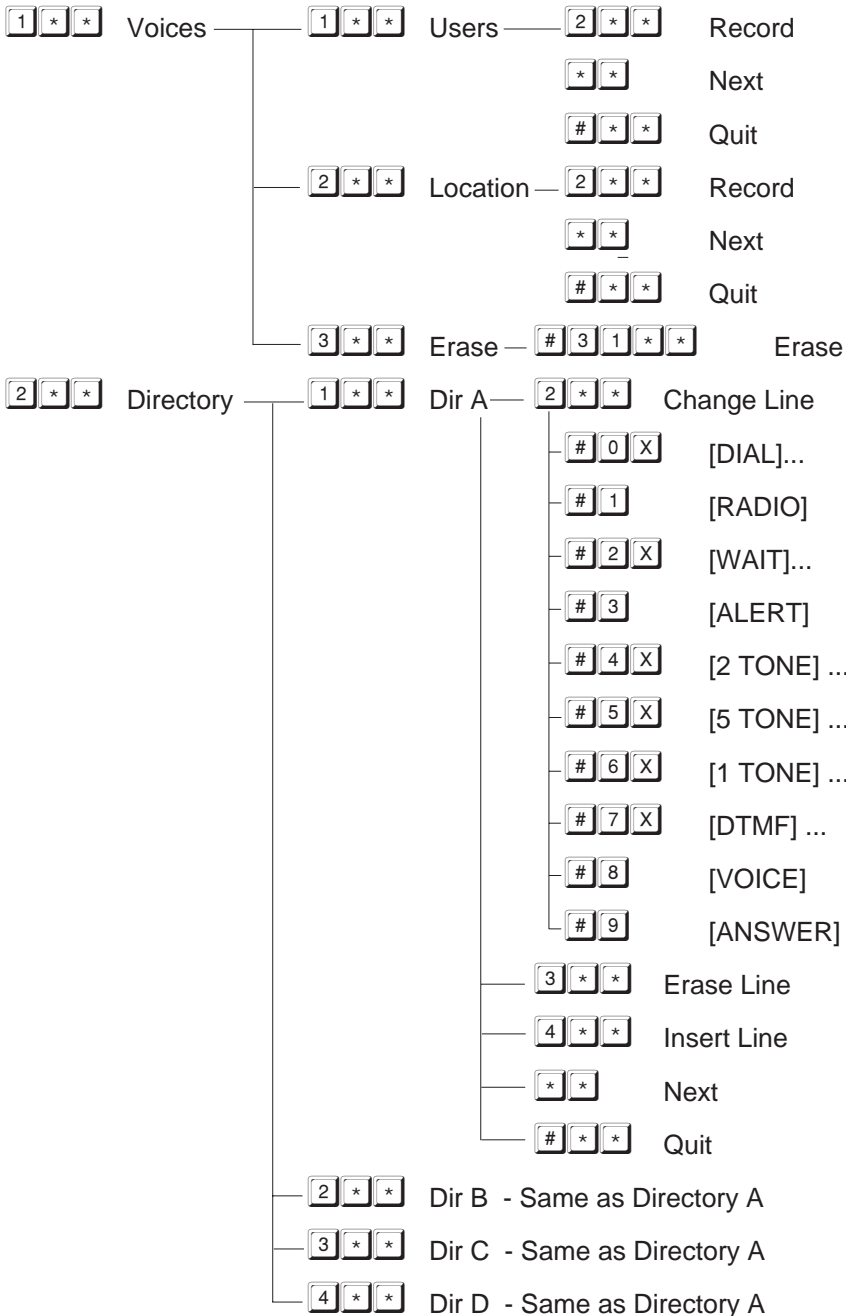 1 * * Voices 1 * * Users 2 * * Record
* * Next
# * * Quit
2 * * Location 2 * * Record
* * Next
# * * Quit
3 * * Erase # 3 1 * * Erase
2 * * Directory 1 * * Dir A 2 * * Change Line
# 0 X [DIAL]...
# 1 [RADIO]
# 2 X [WAIT]...
# 3 [ALERT]
# 4 X [2 TONE] ...
# 5 X [5 TONE] ...
# 6 X [1 TONE] ...
# 7 X [DTMF] ...
# 8 [VOICE]
# 9 [ANSWER]
3 * * Erase Line
4 * * Insert Line
* * Next
# * * Quit
2 * * Dir B - Same as Directory A
3 * * Dir C - Same as Directory A
4 * * Dir D - Same as Directory A